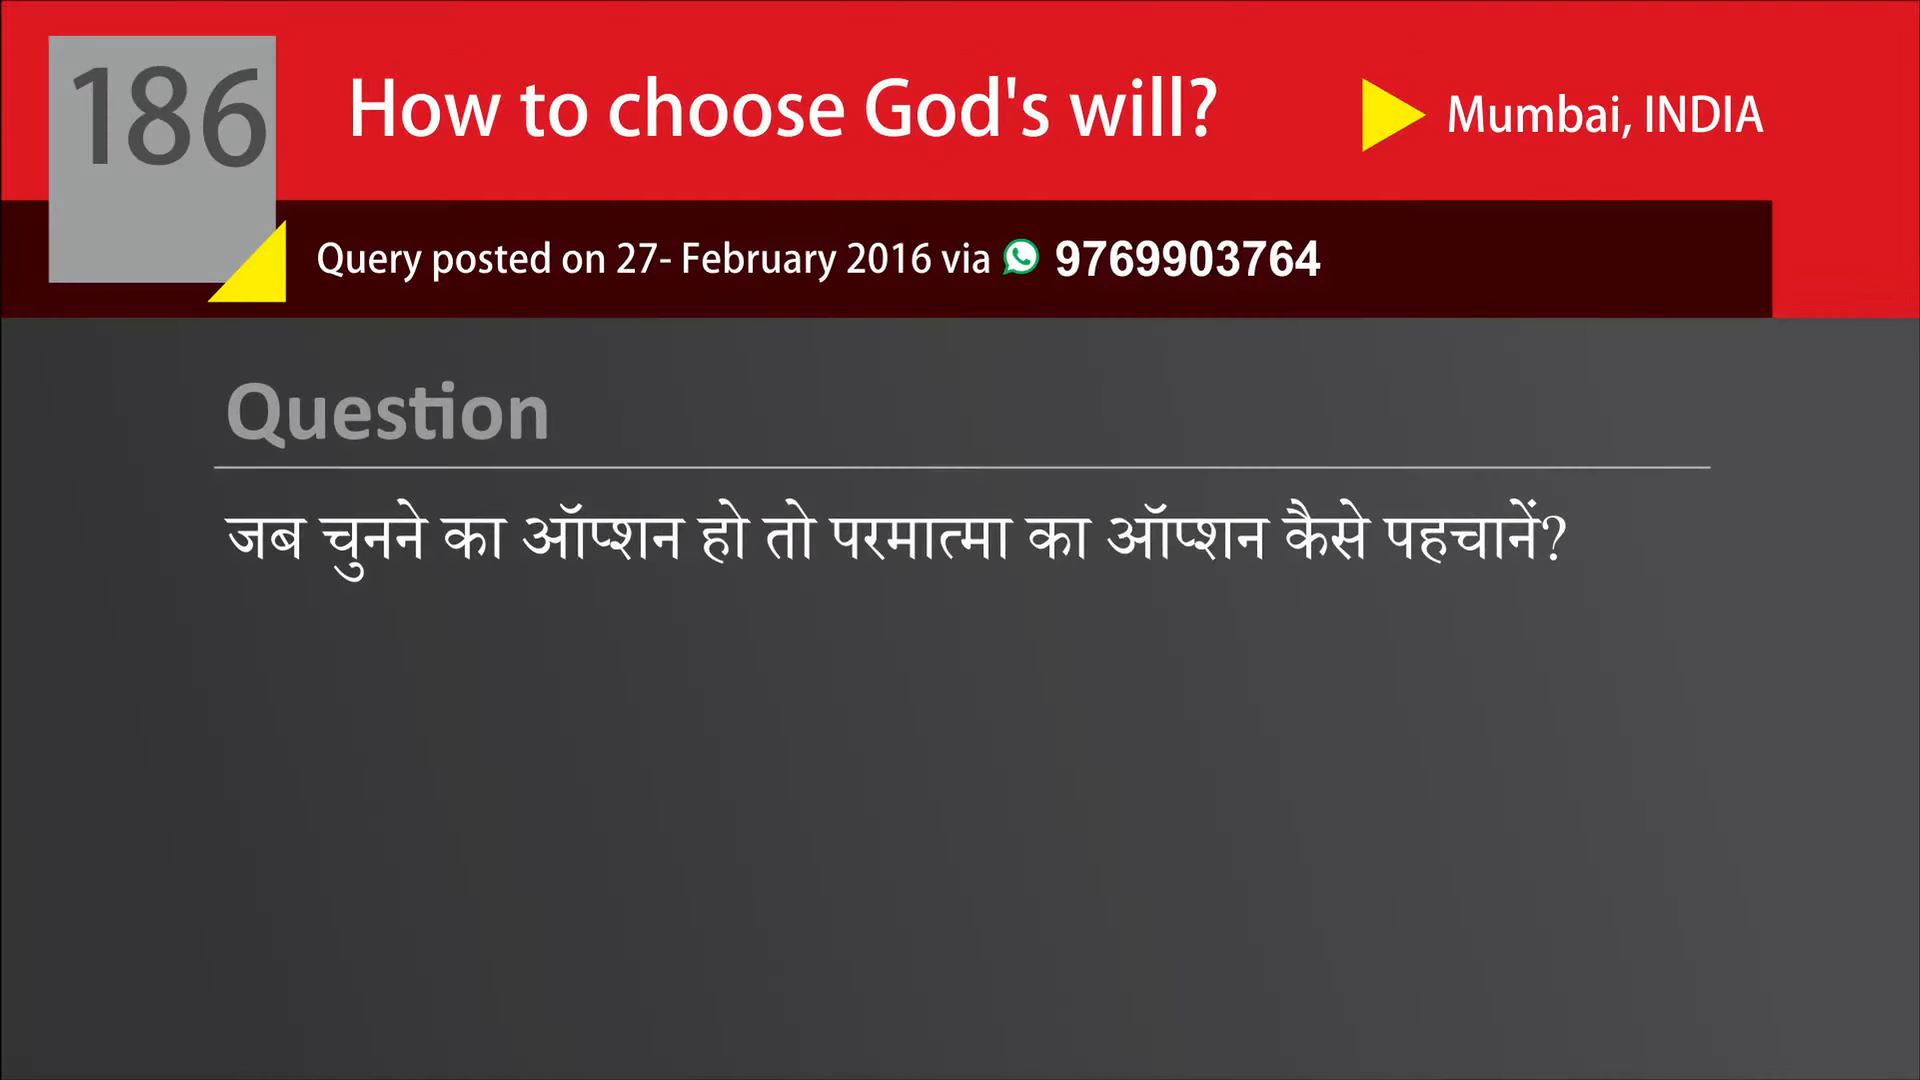 186
How to choose God's will?
Mumbai, INDIA
Query posted on 27- February 2016 via 9769903764
Question
जब चुनने का ऑप्शन हो तो परमात्मा का ऑप्शन कैसे पहचानें?